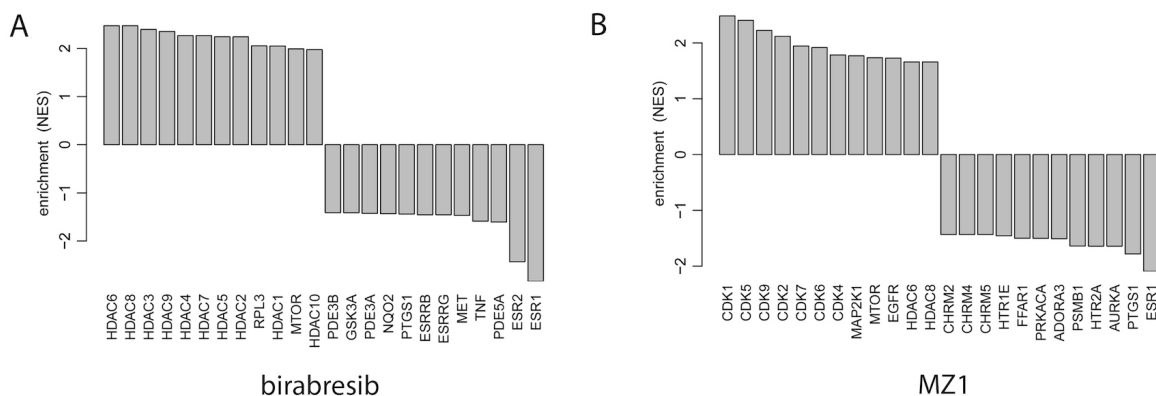 A
enrichment (NES)
2
1
0
−1
−2
HDAC6
HDAC8
HDAC3
HDAC9
HDAC4
HDAC7
HDAC5
HDAC2
RPL3
HDAC1
MTOR
HDAC10
PDE3B
GSK3A
PDE3A
NQO2
PTGS1
ESRRB
ESRRG
MET
TNF
PDE5A
ESR2
ESR1
birabresib
B
enrichment (NES)
2
1
0
−1
−2
CDK1
CDK5
CDK9
CDK2
CDK7
CDK6
CDK4
MAP2K1
MTOR
EGFR
HDAC6
HDAC8
CHRM2
CHRM4
CHRM5
HTR1E
FFAR1
PRKACA
ADORA3
PSMB1
HTR2A
AURKA
PTGS1
ESR1
MZ1